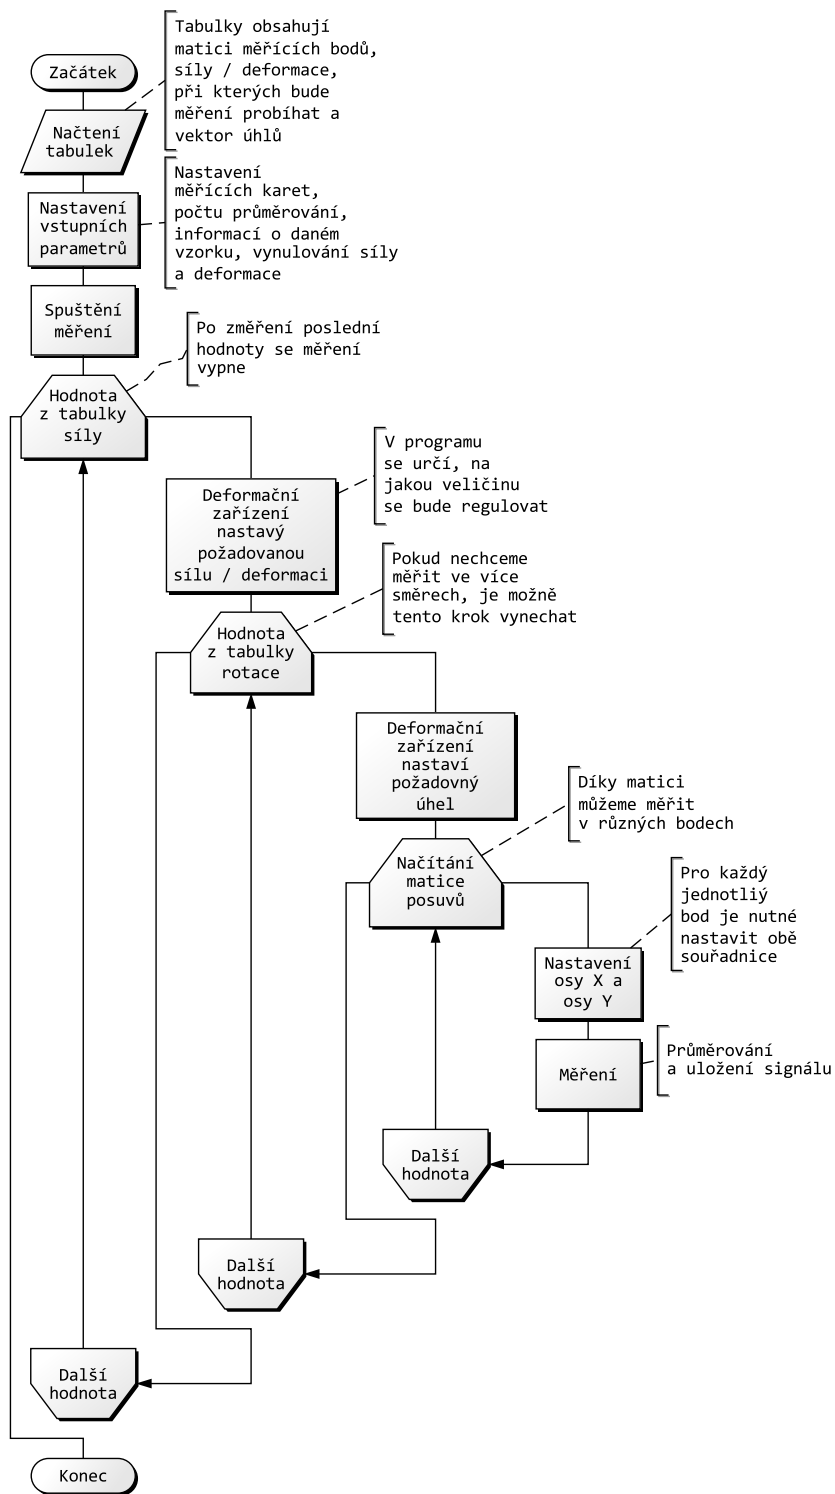 Začátek
Tabulky obsahují
matici měřících bodů,
síly / deformace,
při kterých bude
měření probíhat a
vektor úhlů
Načtení
tabulek
Nastavení
měřících karet,
počtu průměrování,
informací o daném
vzorku, vynulování síly
a deformace
Nastavení
vstupních
parametrů
Spuštění
měření
Po změření poslední
hodnoty se měření
vypne
Hodnota
z tabulky
síly
V programu
se určí, na
jakou veličinu
se bude regulovat
Deformační
zařízení
nastavý
požadovanou
sílu / deformaci
Pokud nechceme
měřit ve více
směrech, je možně
tento krok vynechat
Hodnota
z tabulky
rotace
Deformační
zařízení
nastaví
požadovný
úhel
Díky matici
můžeme měřit
v různých bodech
Načítání
matice
posuvů
Pro každý
jednotliý
bod je nutné
nastavit obě
souřadnice
Nastavení
osy X a
osy Y
Měření
Průměrování
a uložení signálu
Další
hodnota
Další
hodnota
Další
hodnota
Konec